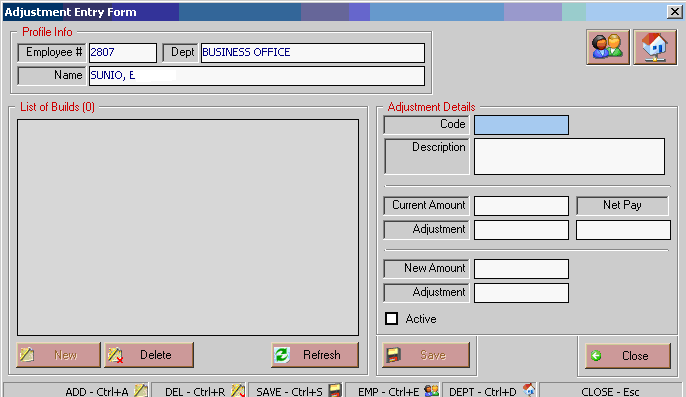 Adjustment Entry Form
Profile Info
Employee # 2807 Dept BUSINESS OFFICE
Name SUNIO, E.
List of Builds (0)
Adjustment Details
Code
Description
Current Amount Net Pay
Adjustment
New Amount
Adjustment
Active
New Delete Refresh Save Close
ADD - Ctrl+A DEL - Ctrl+R SAVE - Ctrl+S EMP - Ctrl+E DEPT - Ctrl+D CLOSE - Esc